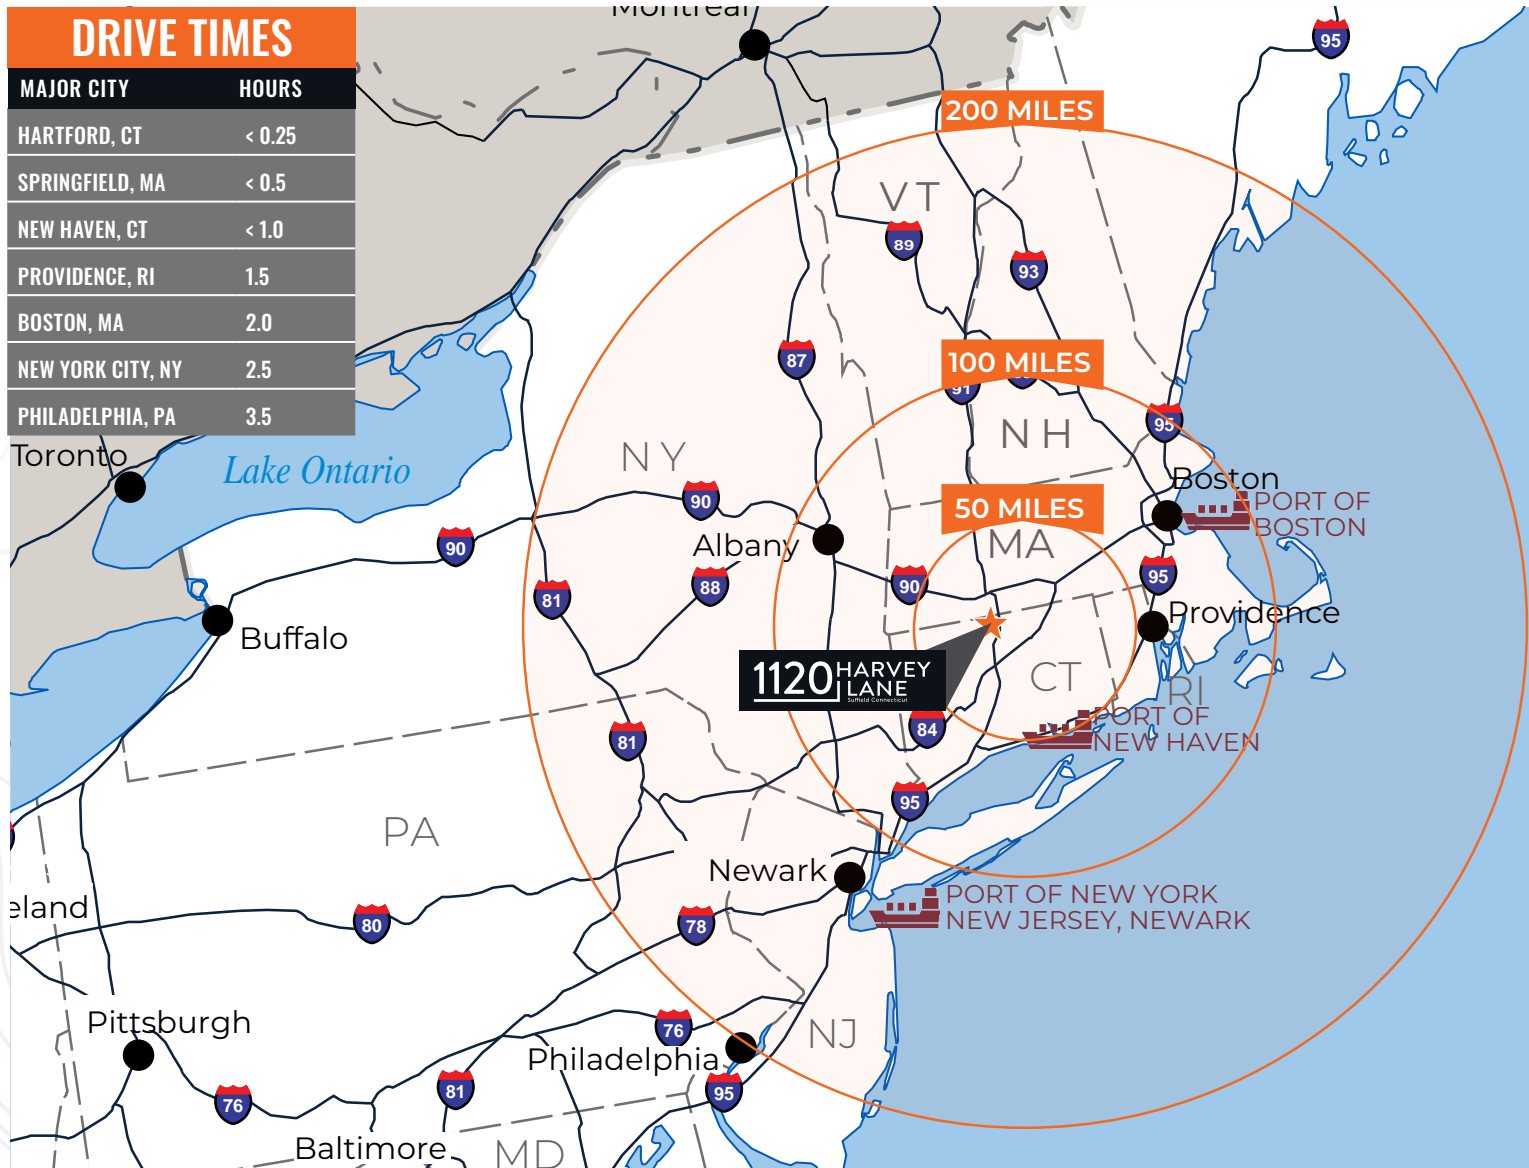 DRIVE TIMES
MAJOR CITY HOURS
HARTFORD, CT < 0.25
SPRINGFIELD, MA < 0.5
NEW HAVEN, CT < 1.0
PROVIDENCE, RI 1.5
BOSTON, MA 2.0
NEW YORK CITY, NY 2.5
PHILADELPHIA, PA 3.5
Montreal
95
200 MILES
VT
89
93
87
100 MILES
91
95
NH
Toronto
Lake Ontario
NY
90
Boston
PORT OF
BOSTON
50 MILES
MA
Albany
90
88
90
95
81
Providence
Buffalo
1120 HARVEY
LANE
Suffield Connecticut
CT
RI
PORT OF
NEW HAVEN
84
81
95
PA
Newark
eland
80
78
PORT OF NEW YORK
NEW JERSEY, NEWARK
Pittsburgh
76
NJ
Philadelphia
81
95
76
Baltimore
MD